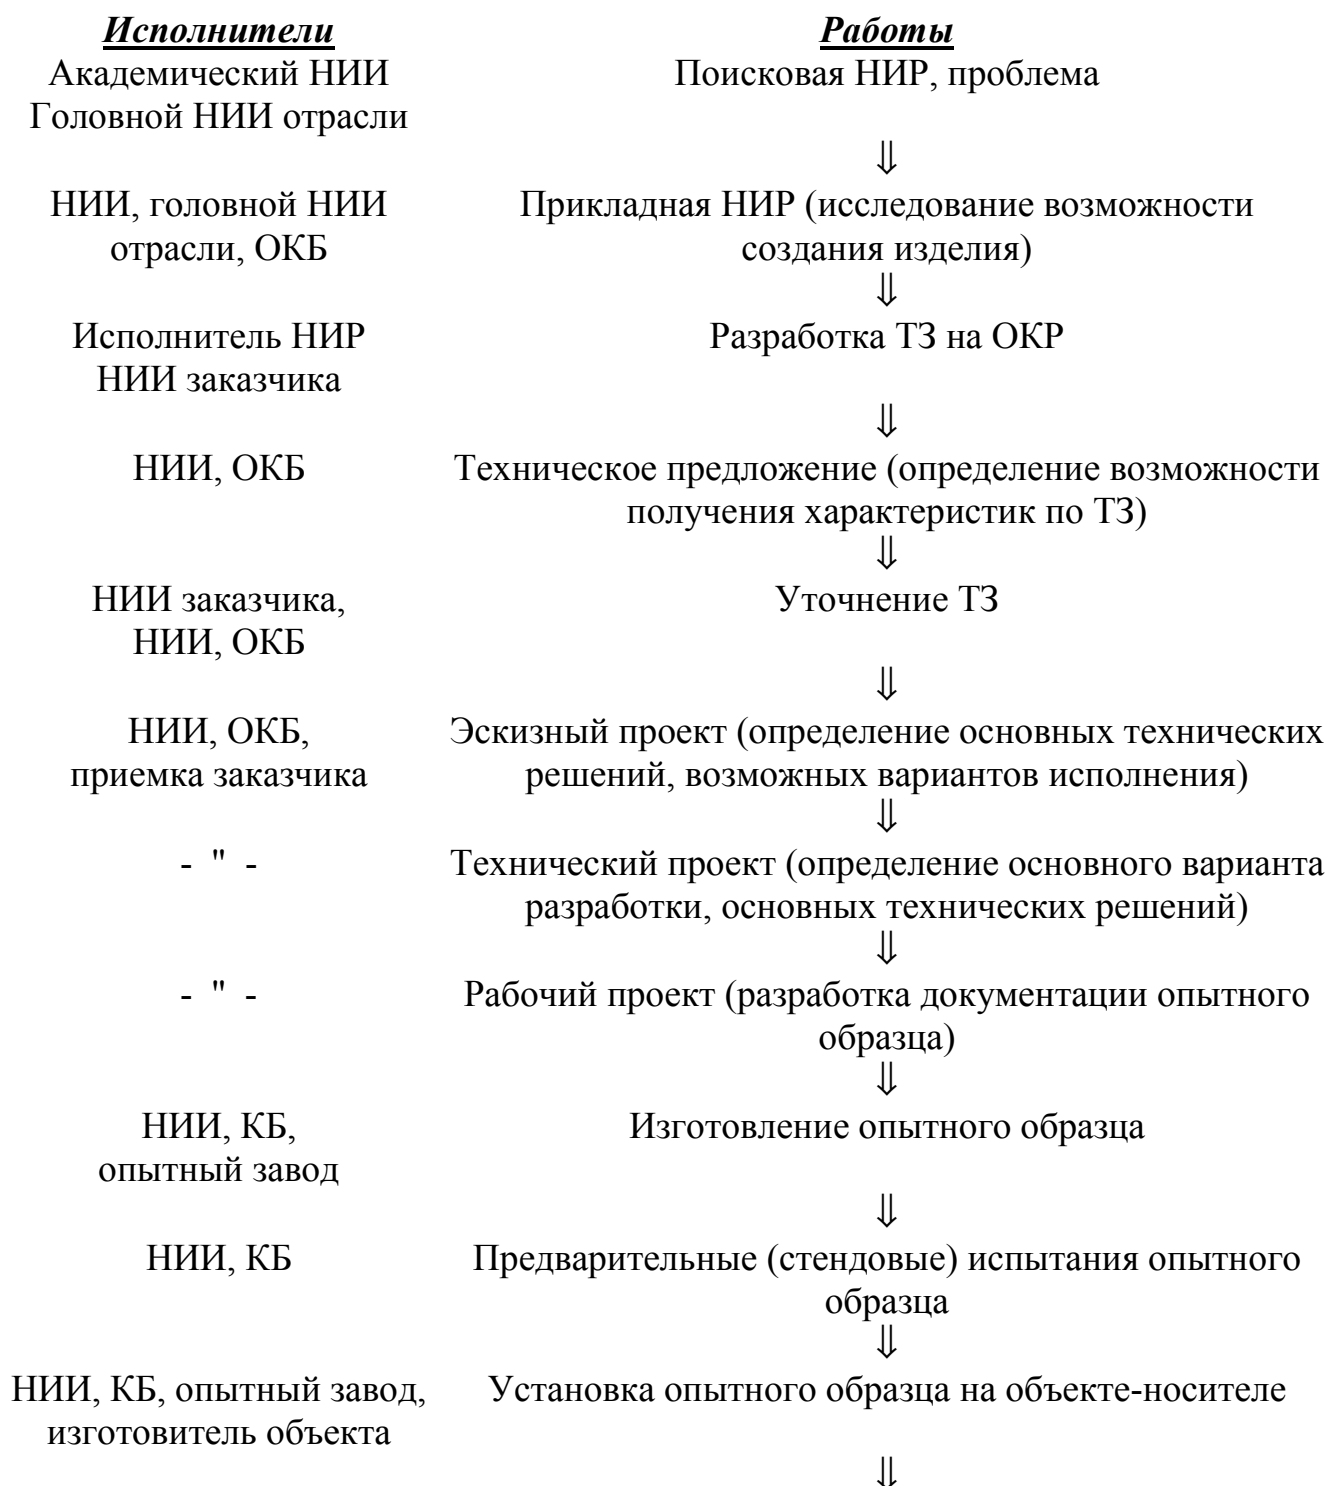 Исполнители Работы
Академический НИИ Поисковая НИР, проблема
Головной НИИ отрасли
⇓
НИИ, головной НИИ Прикладная НИР (исследование возможности
отрасли, ОКБ создания изделия)
⇓
Исполнитель НИР Разработка ТЗ на ОКР
НИИ заказчика
⇓
НИИ, ОКБ Техническое предложение (определение возможности
получения характеристик по ТЗ)
⇓
НИИ заказчика, Уточнение ТЗ
НИИ, ОКБ
⇓
НИИ, ОКБ, Эскизный проект (определение основных технических
приемка заказчика решений, возможных вариантов исполнения)
⇓
- " - Технический проект (определение основного варианта
разработки, основных технических решений)
⇓
- " - Рабочий проект (разработка документации опытного
образца)
⇓
НИИ, КБ, Изготовление опытного образца
опытный завод
⇓
НИИ, КБ Предварительные (стендовые) испытания опытного
образца
⇓
НИИ, КБ, опытный завод, Установка опытного образца на объекте-носителе
изготовитель объекта
⇓